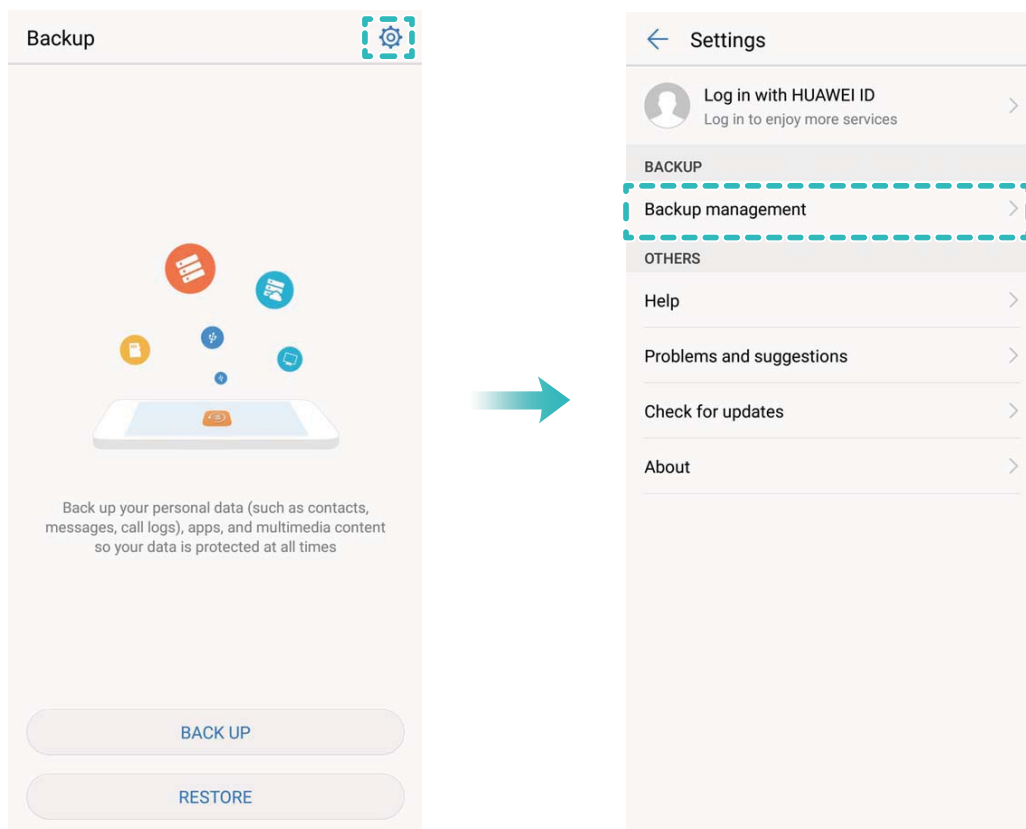 Backup
Back up your personal data (such as contacts,
messages, call logs), apps, and multimedia content
so your data is protected at all times
BACK UP
RESTORE
Settings
Log in with HUAWEI ID
Log in to enjoy more services
BACKUP
Backup management
OTHERS
Help
Problems and suggestions
Check for updates
About